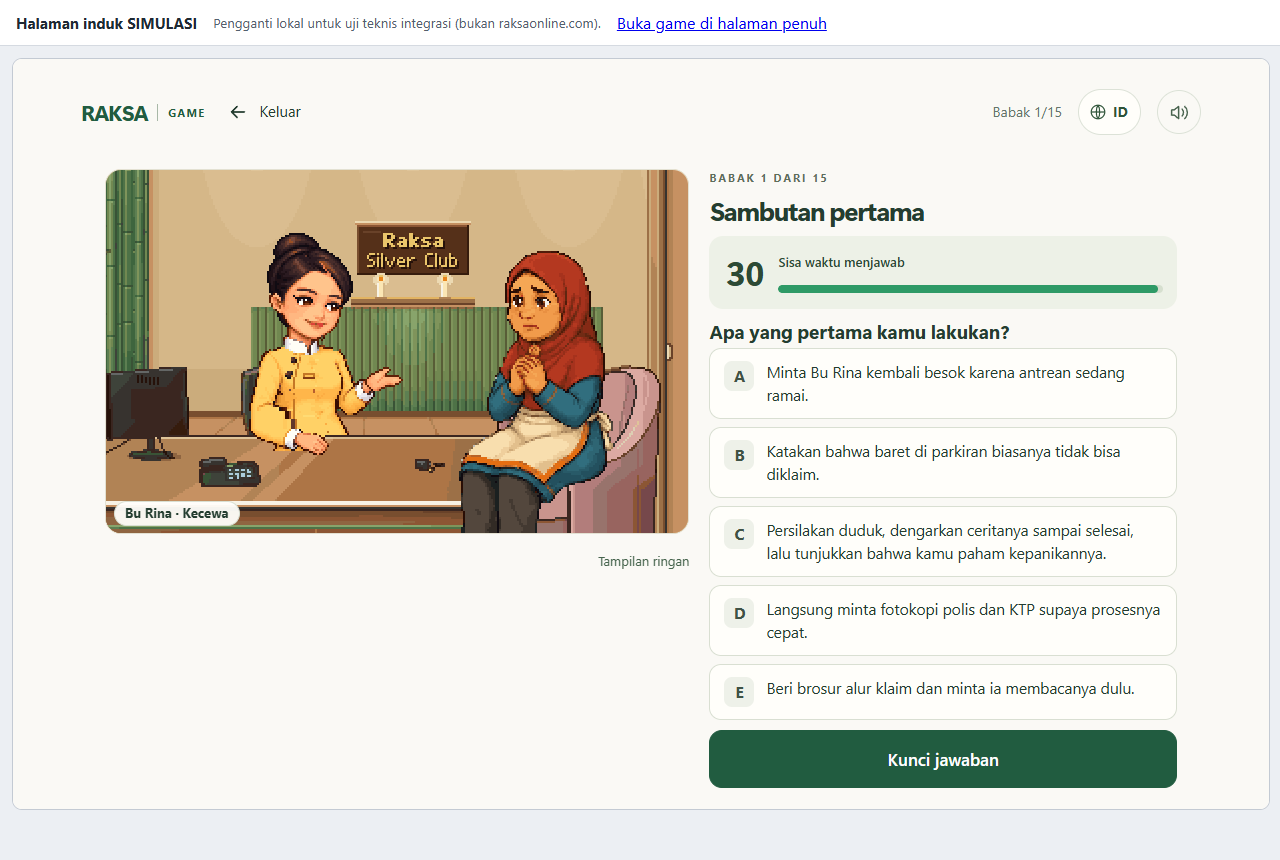 Halaman induk SIMULASI Pengganti lokal untuk uji teknis integrasi (bukan raksaonline.com). Buka game di halaman penuh
RAKSA GAME Keluar Babak 1/15 ID
Raksa
Silver Club
Bu Rina · Kecewa
Tampilan ringan
BABAK 1 DARI 15
Sambutan pertama
30 Sisa waktu menjawab
Apa yang pertama kamu lakukan?
A Minta Bu Rina kembali besok karena antrean sedang
ramai.
B Katakan bahwa baret di parkiran biasanya tidak bisa
diklaim.
C Persilakan duduk, dengarkan ceritanya sampai selesai,
lalu tunjukkan bahwa kamu paham kepanikannya.
D Langsung minta fotokopi polis dan KTP supaya prosesnya
cepat.
E Beri brosur alur klaim dan minta ia membacanya dulu.
Kunci jawaban